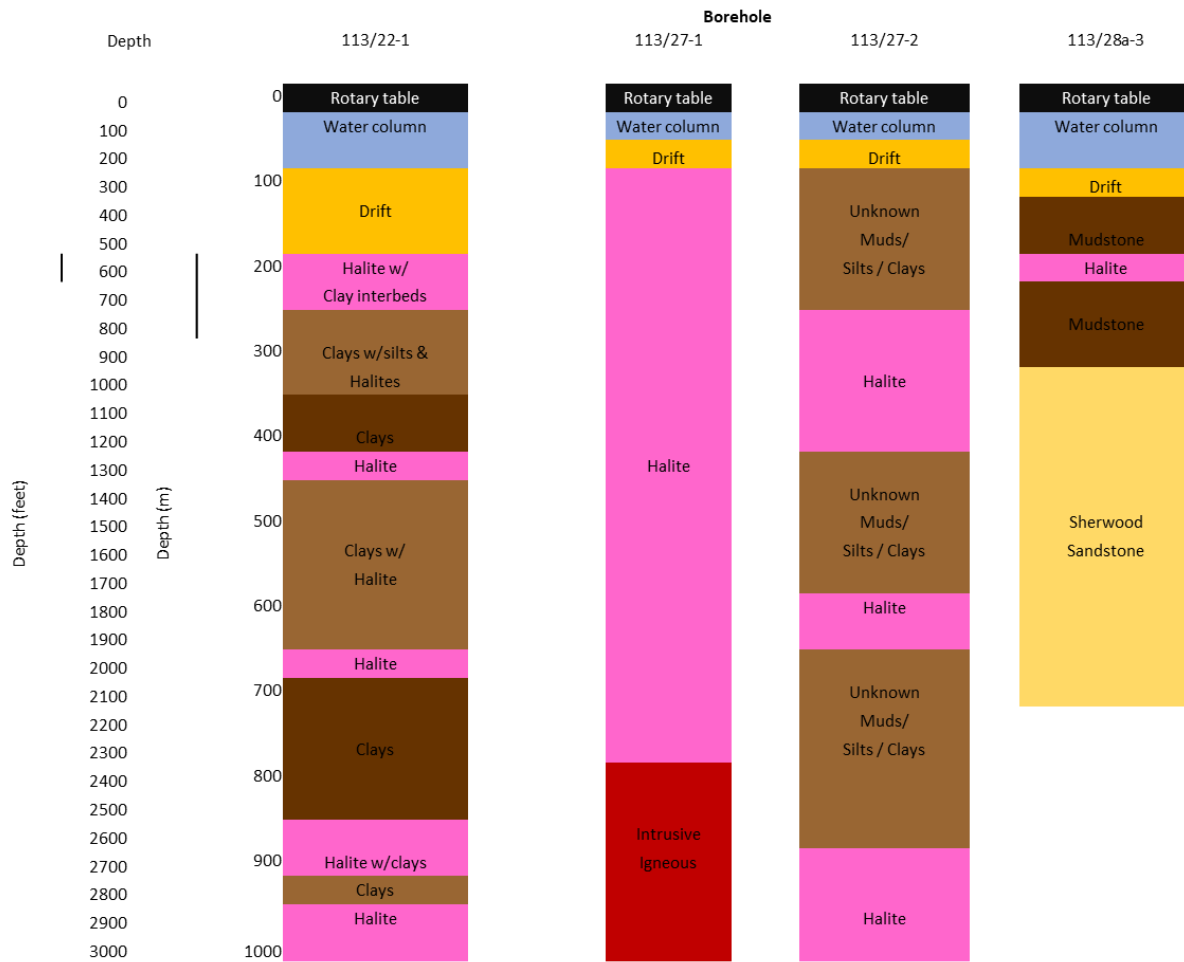 Borehole
Depth 113/22-1 113/27-1 113/27-2 113/28a-3
0 0 Rotary table Rotary table Rotary table Rotary table
100 Water column Water column Water column Water column
200 100 Drift Drift
300 Drift
400 Drift Unknown
500 Muds/ Mudstone
600 200 Halite w/ Silts / Clays Halite
700 Clay interbeds
800
900 300 Clays w/silts & Mudstone
1000 Halites Halite
1100
1200 400 Clays
1300 Halite Halite
1400 Unknown
1500 500 Muds/ Sherwood
1600 Clays w/ Silts / Clays Sandstone
1700 Halite
1800 600 Halite
1900
2000 Halite
2100 700 Unknown
2200 Muds/
2300 Clays Silts / Clays
2400 800
2500
2600 Intrusive
2700 900 Halite w/clays Igneous
2800 Clays
2900 Halite Halite
3000 1000
Depth (feet)
Depth (m)